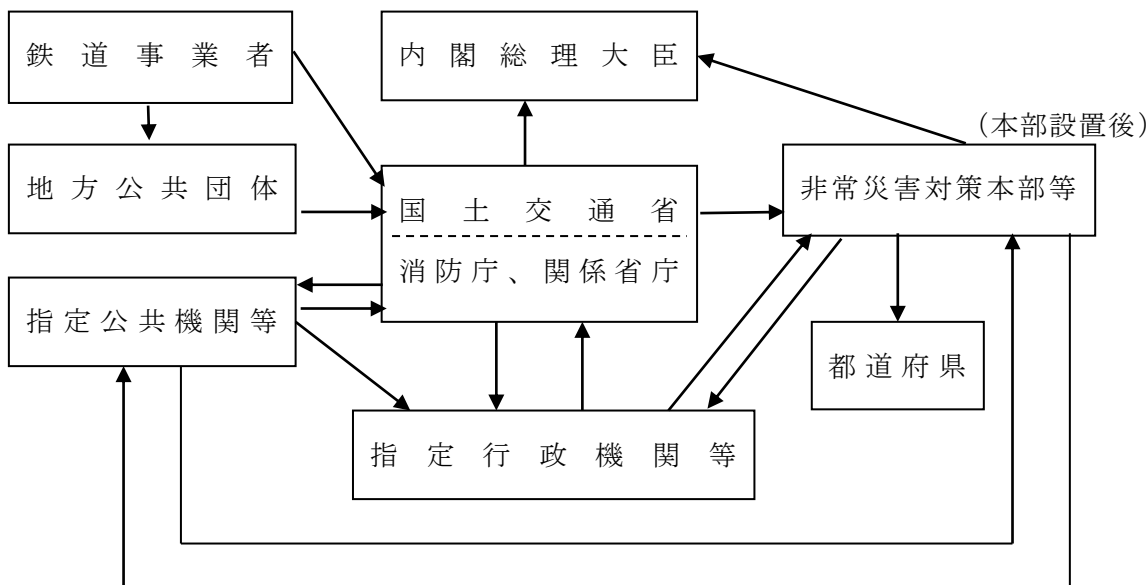 鉄道事業者
内閣総理大臣
(本部設置後)
地方公共団体
国土交通省
非常災害対策本部等
消防庁、関係省庁
指定公共機関等
都道府県
指定行政機関等